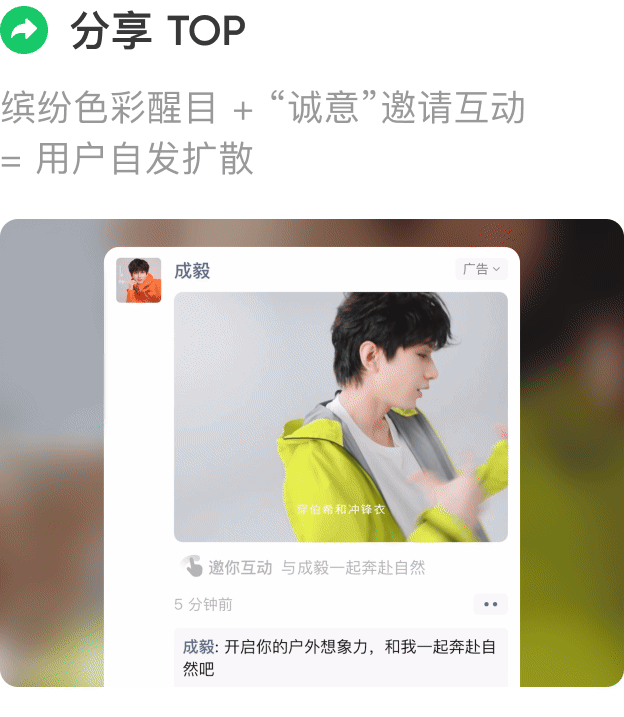 分享 TOP
缤纷色彩醒目 + “诚意”邀请互动
= 用户自发扩散
成毅
广告
穿伯希和冲锋衣
邀你互动 与成毅一起奔赴自然
5 分钟前
成毅: 开启你的户外想象力，和我一起奔赴自
然吧